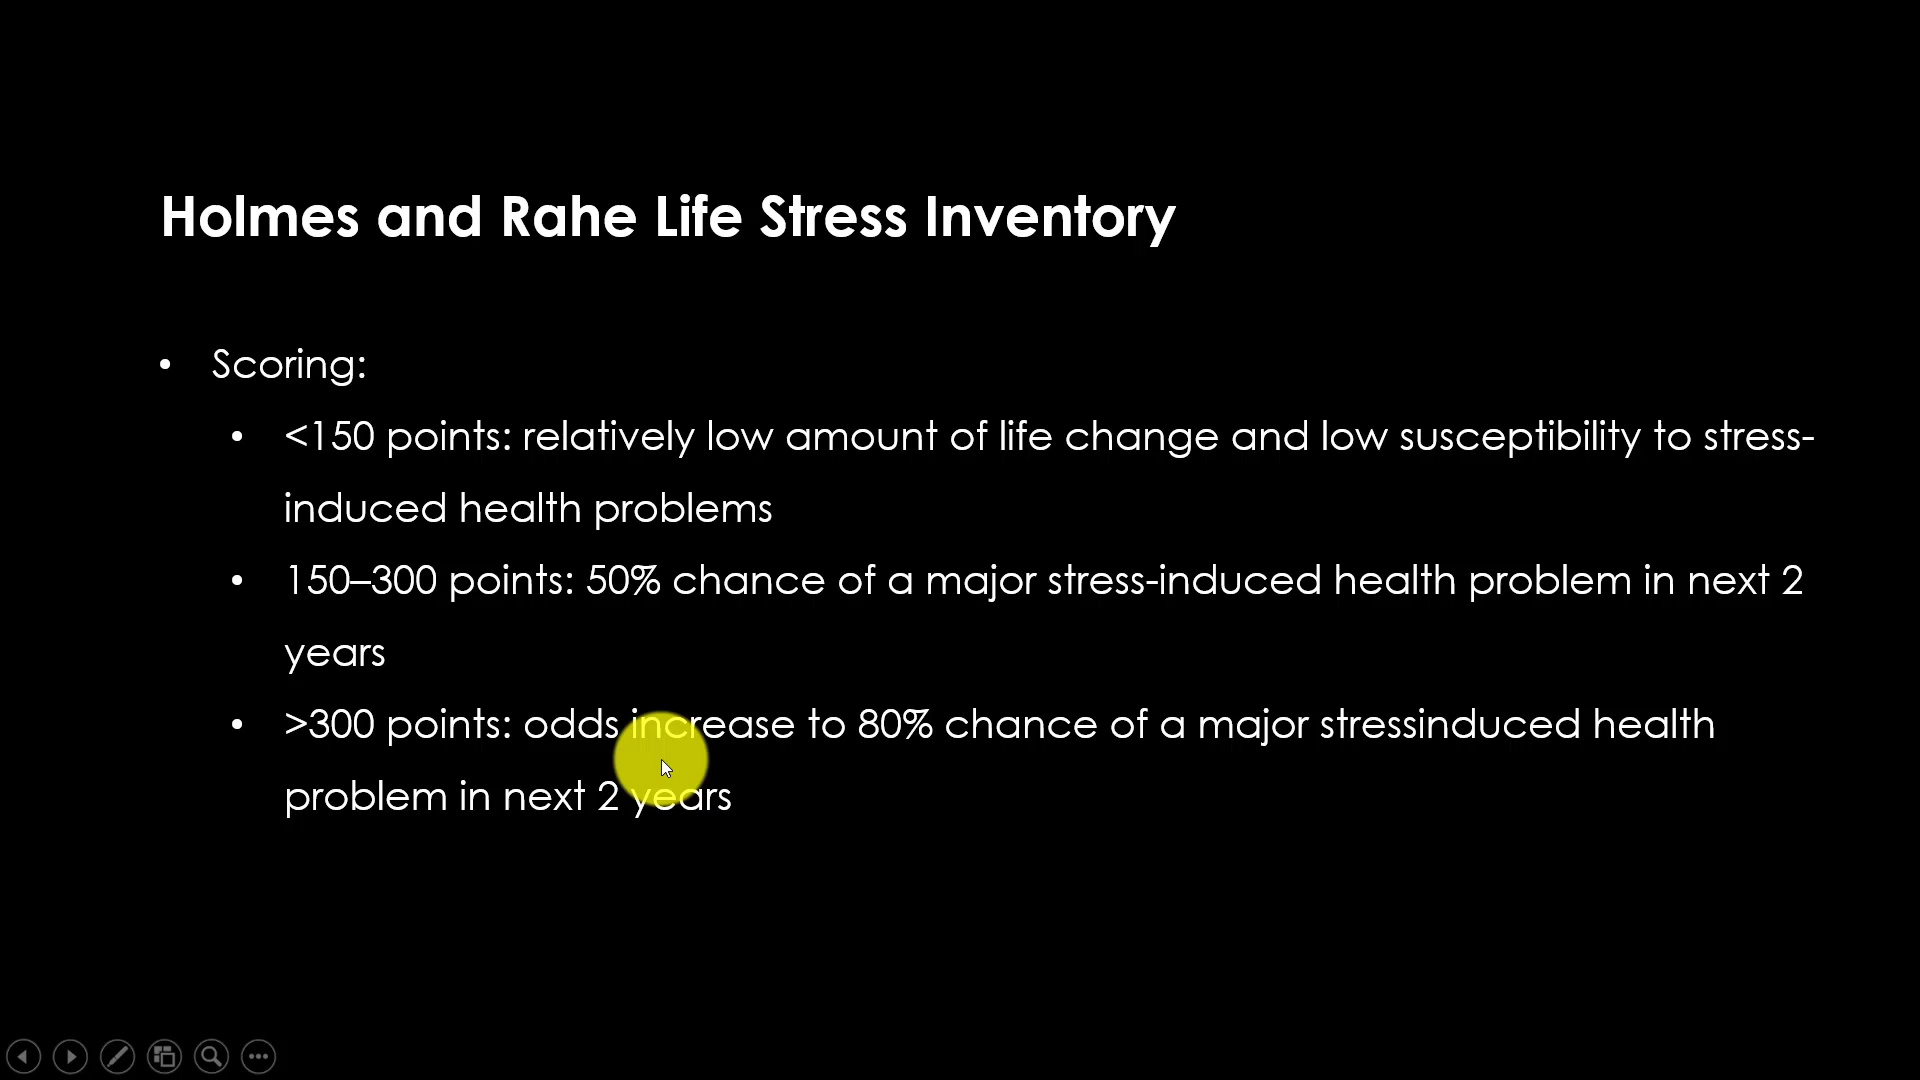 Holmes and Rahe Life Stress Inventory
• Scoring:
• <150 points: relatively low amount of life change and low susceptibility to stress-
induced health problems
• 150–300 points: 50% chance of a major stress-induced health problem in next 2
years
• >300 points: odds increase to 80% chance of a major stressinduced health
problem in next 2 years